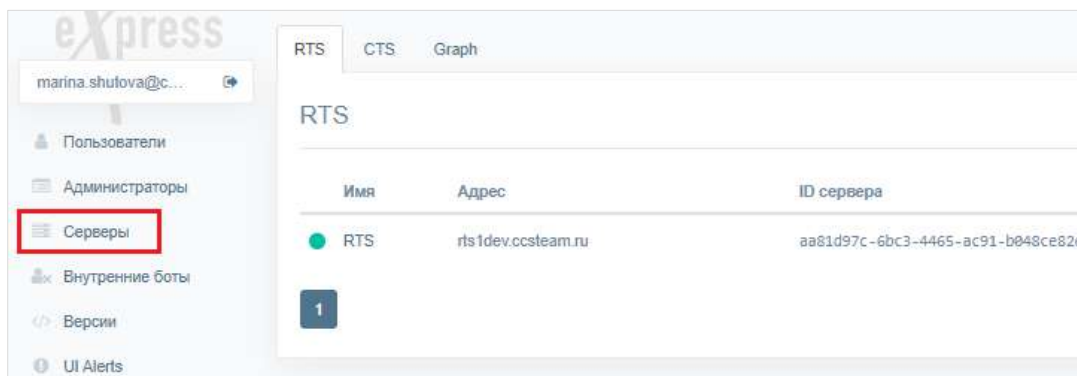 eXpress
marina.shutova@c...
Пользователи
Администраторы
Серверы
Внутренние боты
Версии
UI Alerts
RTS CTS Graph
RTS
Имя Адрес ID сервера
RTS rts1dev.ccsteam.ru aa81d97c-6bc3-4465-ac91-b048ce82
1